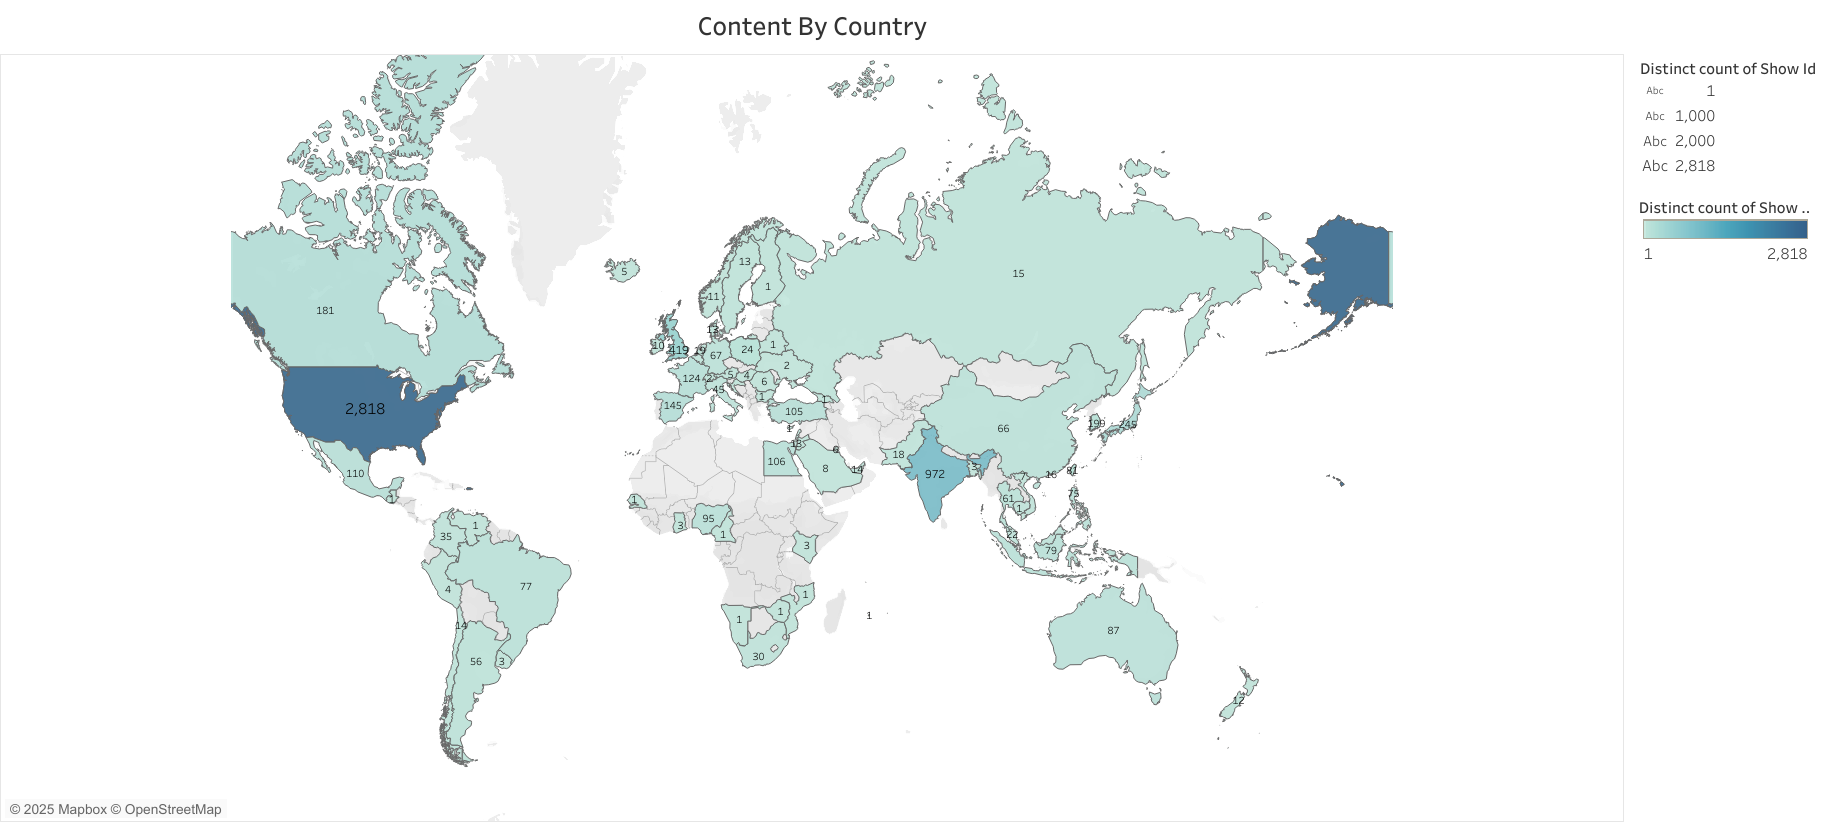 Content By Country
Distinct count of Show Id
Abc 1
Abc 1,000
Abc 2,000
Abc 2,818
Distinct count of Show ..
1 2,818
5
13
15
1
11
181
13
10 419 19 67 24 1
2
124 2 5 4 6
45 1
2,818
145 105 1
1
66 199 245
13 6 18
106 8 14 972 3
110 16 81
1 1 61 75
1
95
3 1
35 1
22
3 79
4 77
1
1 1 1
14
87
56 3 30
12
© 2025 Mapbox © OpenStreetMap